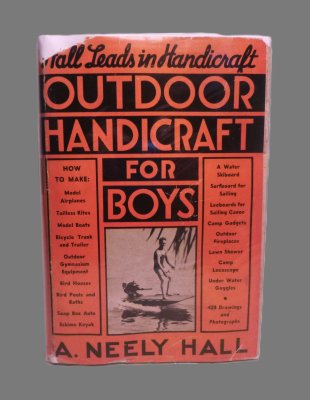 Hall Leads in Handicraft
OUTDOOR
HANDICRAFT
FOR
BOYS
HOW TO MAKE:
Model Airplanes
Tailless Kites
Model Boats
Bicycle Trunk and Trailer
Outdoor Gymnasium Equipment
Bird Houses
Bird Pools and Baths
Soap Box Auto
Eskimo Kayak
A Water Skiboard
Surfboard for Sailing
Leeboards for Sailing Canoe
Camp Gadgets
Outdoor Fireplaces
Lawn Shower
Camp Landscape
Under Water Goggles
Drawings and Photographs
A. NEELY HALL